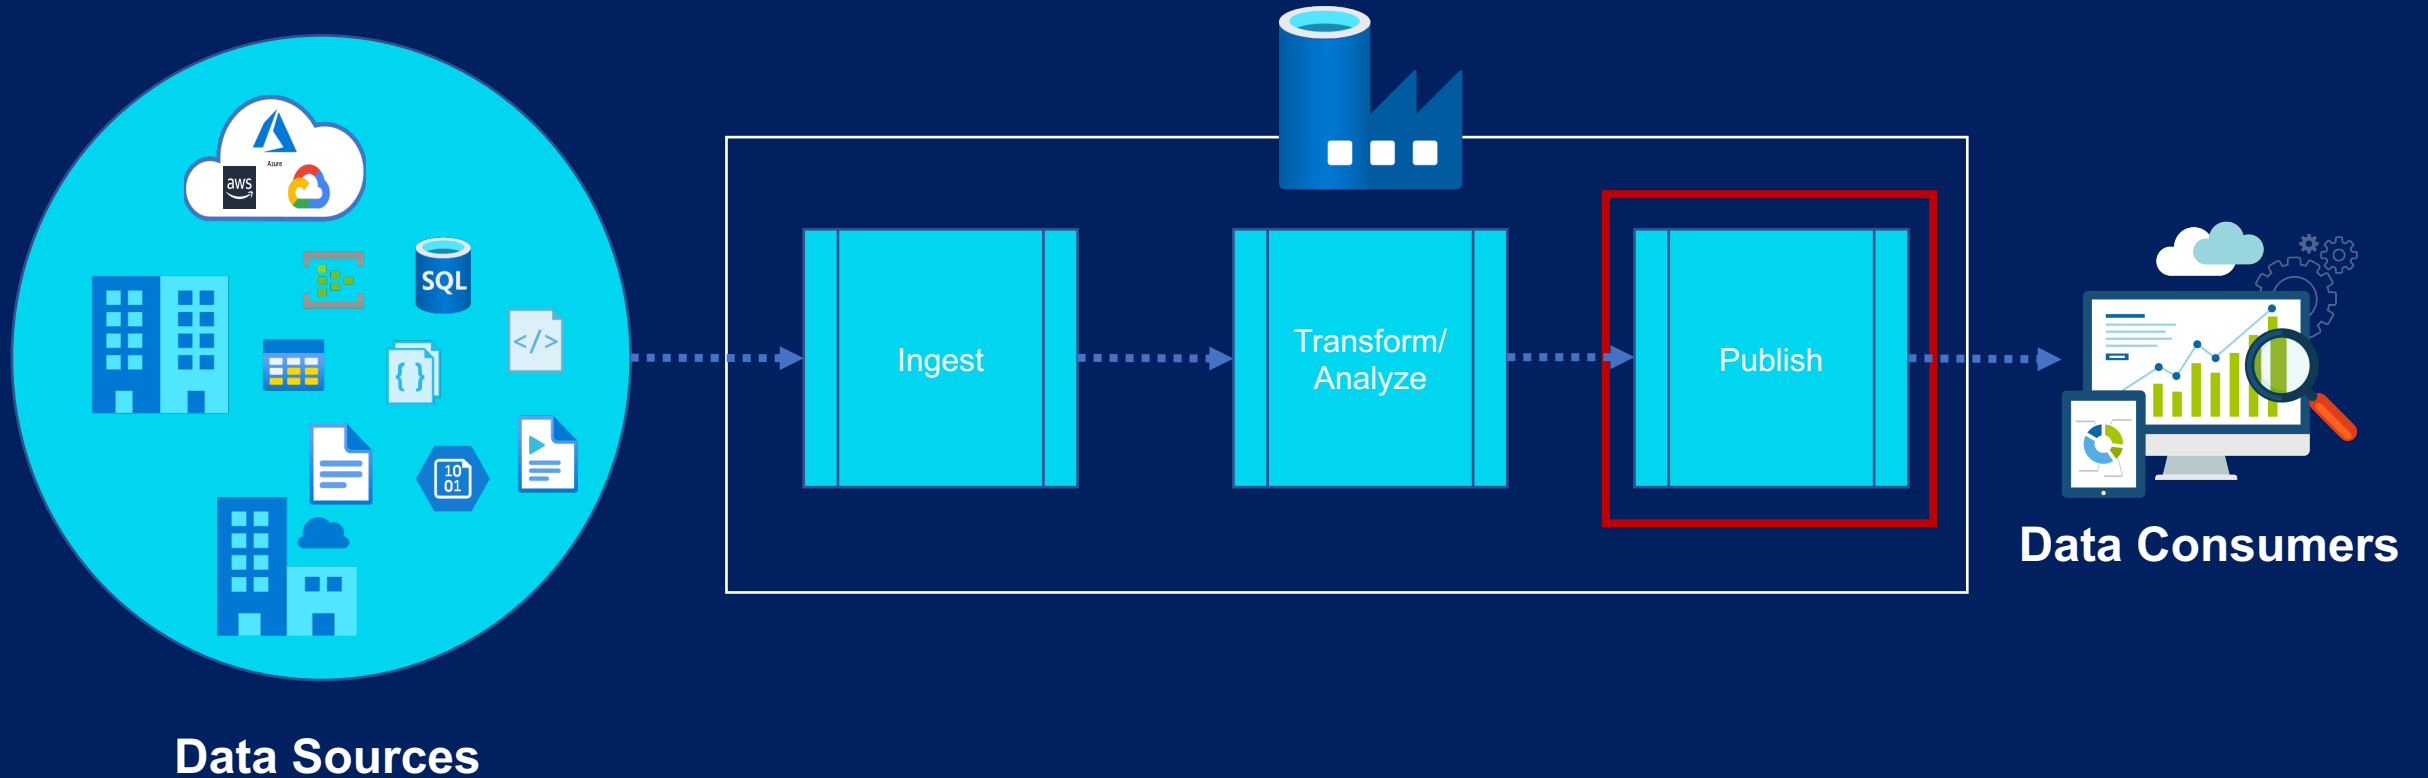 Azure
aws
SQL
</>
{ }
10
01
Ingest
Transform/
Analyze
Publish
Data Consumers
Data Sources